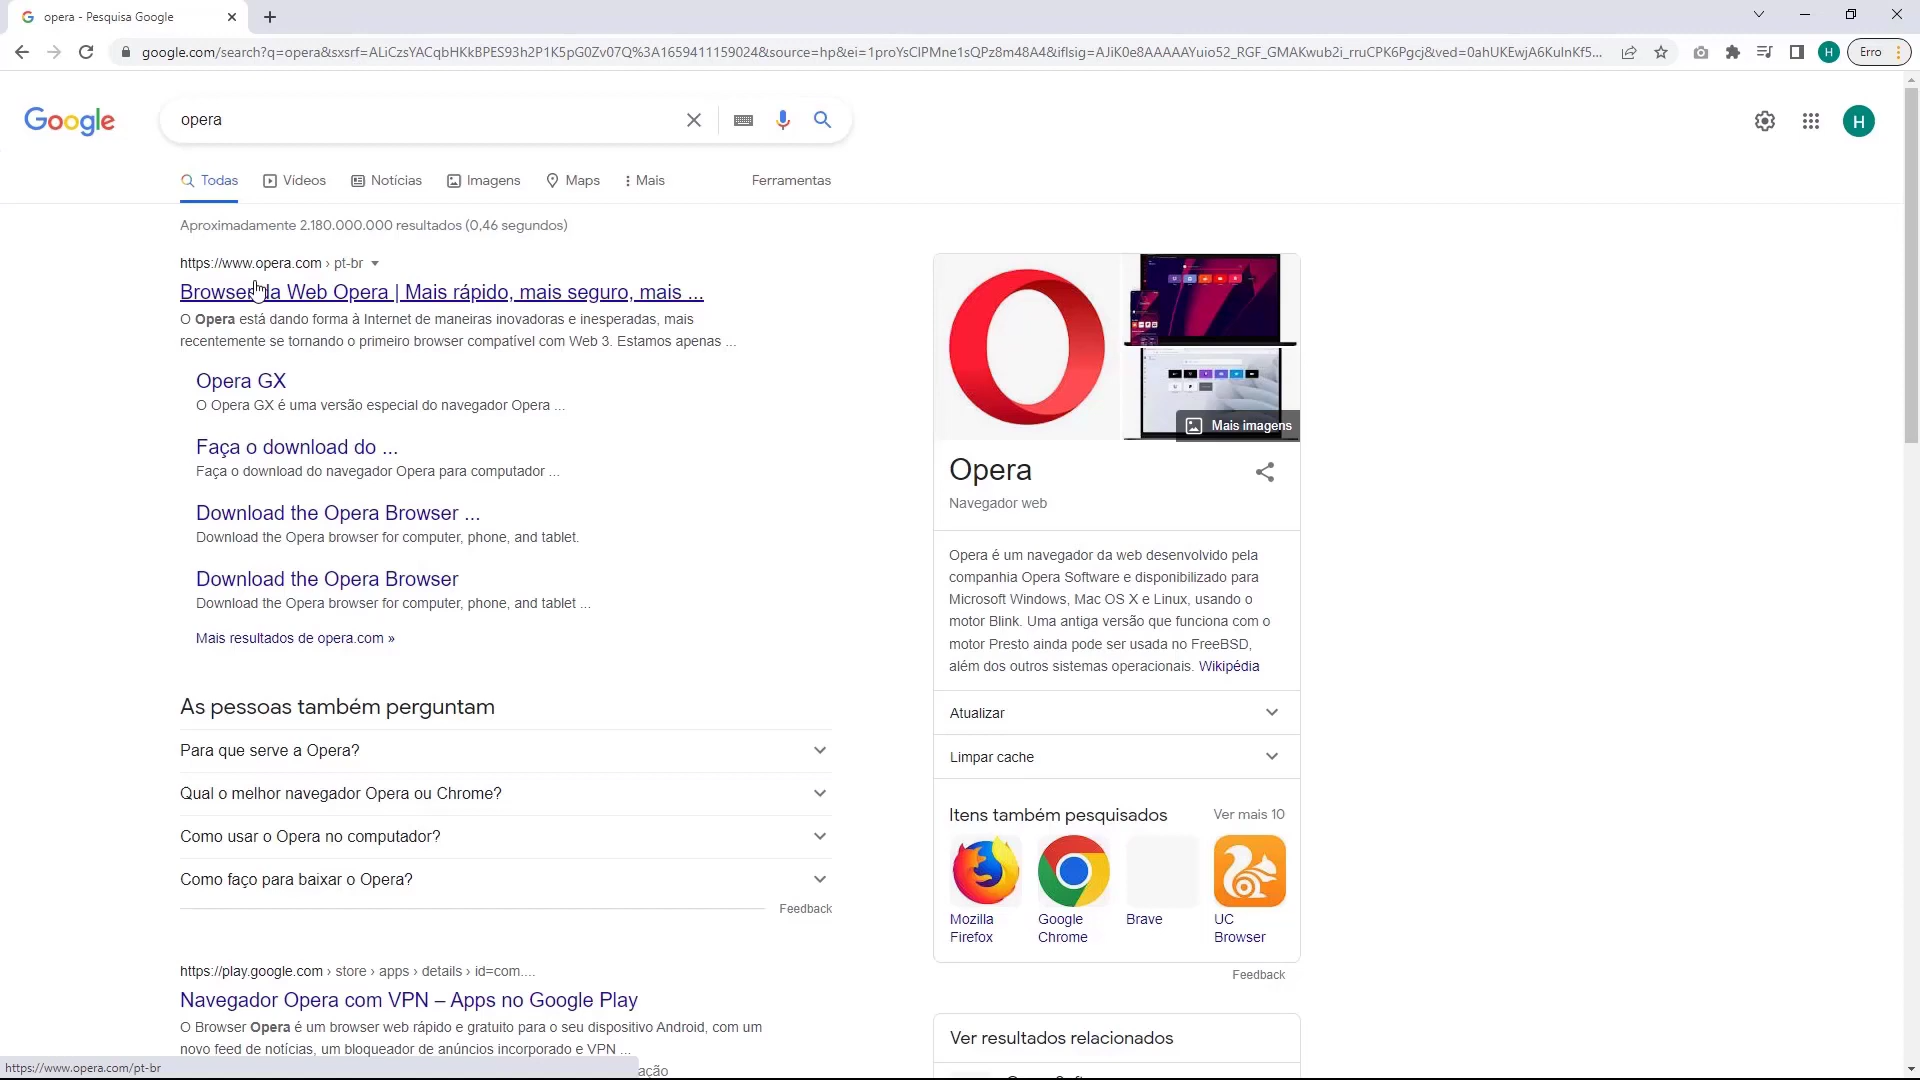 opera - Pesquisa Google
google.com/search?q=opera&sxsrf=ALiCzsYACqbHKkBPES93h2P1K5pG0Zv07Q%3A1659411159024&source=hp&ei=1proYsClPMne1sQPz8m48A4&iflsig=AJiK0e8AAAAAYuio52_RGF_GMAKwub2i_rruCPK6Pgcj&ved=0ahUKEwjA6KulnKf5...
H
Erro
Google
opera
H
Todas
Vídeos
Notícias
Imagens
Maps
Mais
Ferramentas
Aproximadamente 2.180.000.000 resultados (0,46 segundos)
https://www.opera.com › pt-br
Browser da Web Opera | Mais rápido, mais seguro, mais ...
O Opera está dando forma à Internet de maneiras inovadoras e inesperadas, mais
recentemente se tornando o primeiro browser compatível com Web 3. Estamos apenas ...
Opera GX
O Opera GX é uma versão especial do navegador Opera ...
Faça o download do ...
Faça o download do navegador Opera para computador ...
Download the Opera Browser ...
Download the Opera browser for computer, phone, and tablet.
Download the Opera Browser
Download the Opera browser for computer, phone, and tablet ...
Mais resultados de opera.com »
As pessoas também perguntam
Para que serve a Opera?
Qual o melhor navegador Opera ou Chrome?
Como usar o Opera no computador?
Como faço para baixar o Opera?
Feedback
https://play.google.com › store › apps › details › id=com....
Navegador Opera com VPN – Apps no Google Play
O Browser Opera é um browser web rápido e gratuito para o seu dispositivo Android, com um
novo feed de notícias, um bloqueador de anúncios incorporado e VPN ...
ação
https://www.opera.com/pt-br
Mais imagens
Opera
Navegador web
Opera é um navegador da web desenvolvido pela
companhia Opera Software e disponibilizado para
Microsoft Windows, Mac OS X e Linux, usando o
motor Blink. Uma antiga versão que funciona com o
motor Presto ainda pode ser usada no FreeBSD,
além dos outros sistemas operacionais. Wikipédia
Atualizar
Limpar cache
Itens também pesquisados
Ver mais 10
Mozilla
Firefox
Google
Chrome
Brave
UC
Browser
Feedback
Ver resultados relacionados